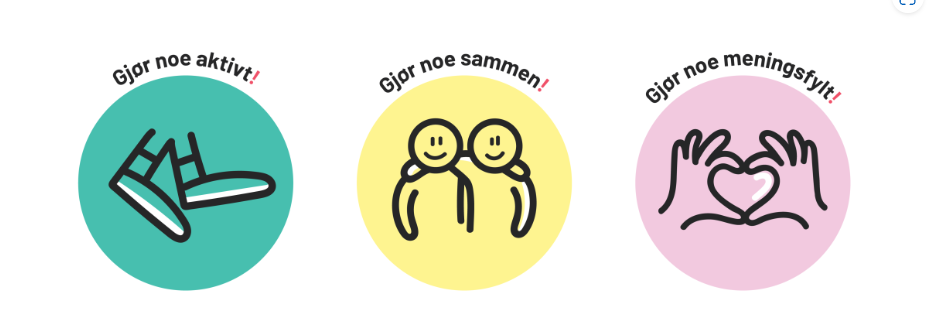 Gjør noe aktivt!
Gjør noe sammen!
Gjør noe meningsfylt!